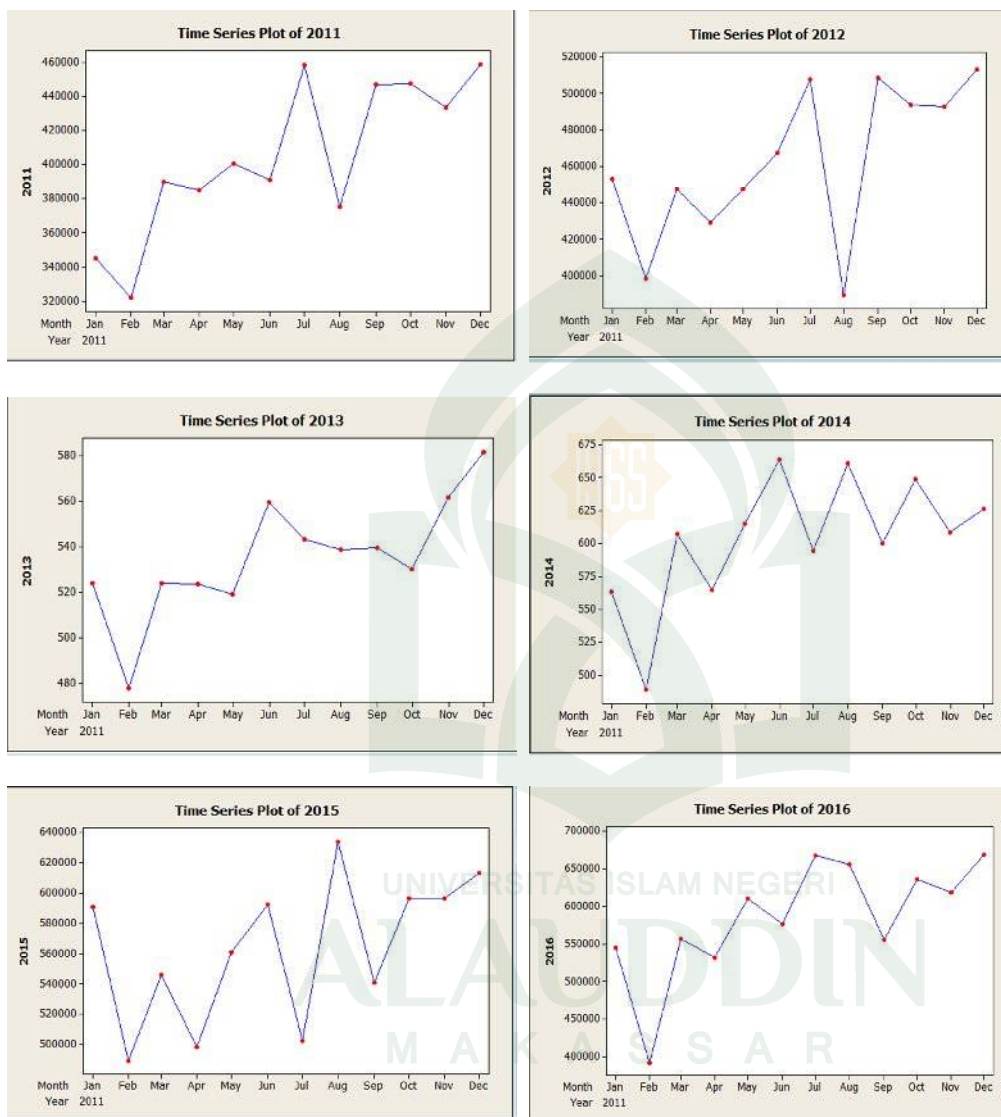 Time Series Plot of 2011
460000
440000
420000
400000
380000
360000
340000
320000
2011
Month Jan Feb Mar Apr May Jun Jul Aug Sep Oct Nov Dec
Year 2011
Time Series Plot of 2012
520000
500000
480000
460000
440000
420000
400000
2012
Month Jan Feb Mar Apr May Jun Jul Aug Sep Oct Nov Dec
Year 2011
Time Series Plot of 2013
580
560
540
520
500
480
2013
Month Jan Feb Mar Apr May Jun Jul Aug Sep Oct Nov Dec
Year 2011
Time Series Plot of 2014
675
650
625
600
575
550
525
500
2014
Month Jan Feb Mar Apr May Jun Jul Aug Sep Oct Nov Dec
Year 2011
Time Series Plot of 2015
640000
620000
600000
580000
560000
540000
520000
500000
2015
Month Jan Feb Mar Apr May Jun Jul Aug Sep Oct Nov Dec
Year 2011
Time Series Plot of 2016
700000
650000
600000
550000
500000
450000
400000
2016
Month Jan Feb Mar Apr May Jun Jul Aug Sep Oct Nov Dec
Year 2011
UNIVERSITAS ISLAM NEGERI
ALAUDDIN
MAKASSAR